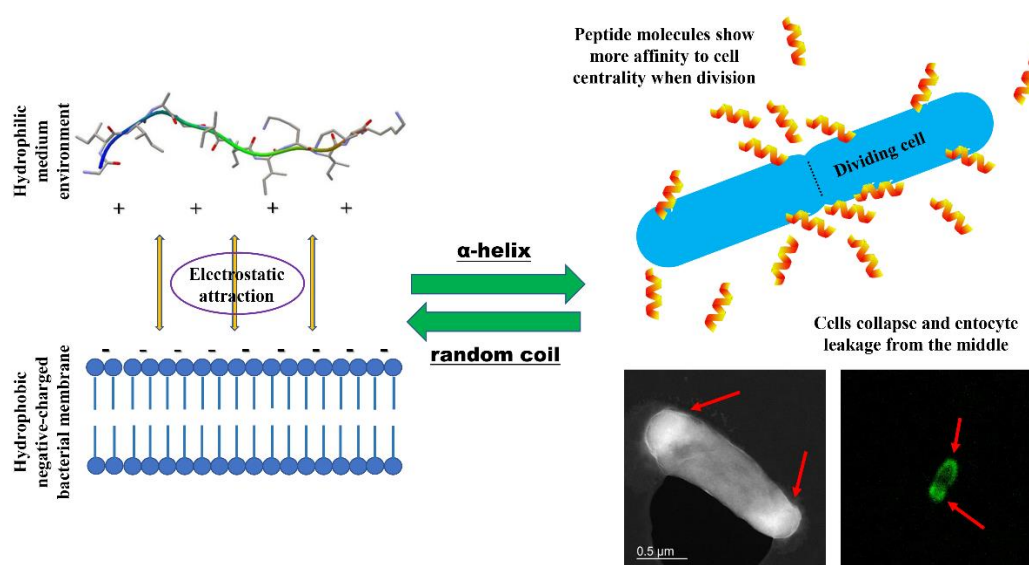 Hydrophilic
medium
environment
+ + + +
Electrostatic
attraction
- - - - - - - - -
Hydrophobic
negative-charged
bacterial membrane
α-helix
random coil
Peptide molecules show
more affinity to cell
centrality when division
Dividing cell
Cells collapse and entocyte
leakage from the middle
0.5 μm